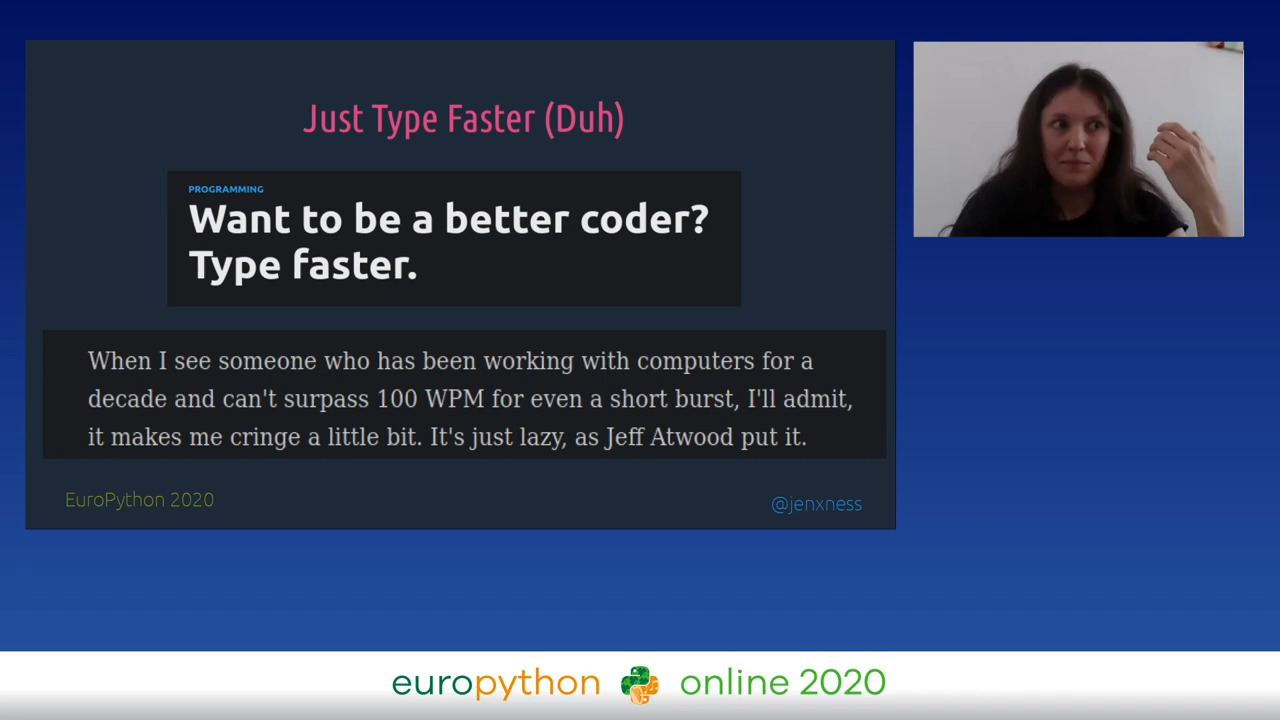 Just Type Faster (Duh)
PROGRAMMING
Want to be a better coder?
Type faster.
When I see someone who has been working with computers for a
decade and can't surpass 100 WPM for even a short burst, I'll admit,
it makes me cringe a little bit. It's just lazy, as Jeff Atwood put it.
EuroPython 2020
@jenxness
europython online 2020